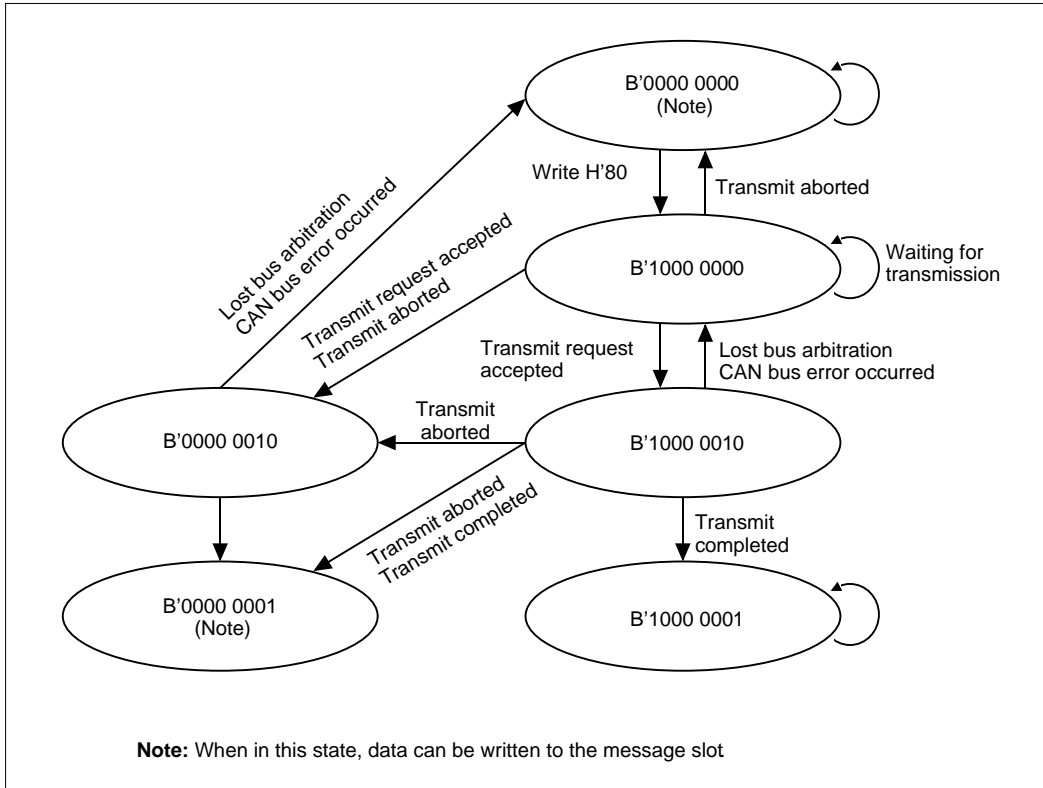 B'0000 0000
(Note)
Write H'80
Transmit aborted
Lost bus arbitration
CAN bus error occurred
Transmit request accepted
Transmit aborted
B'1000 0000
Waiting for
transmission
Transmit request
accepted
Lost bus arbitration
CAN bus error occurred
B'0000 0010
Transmit
aborted
B'1000 0010
Transmit aborted
Transmit completed
Transmit
completed
B'0000 0001
(Note)
B'1000 0001
Note: When in this state, data can be written to the message slot